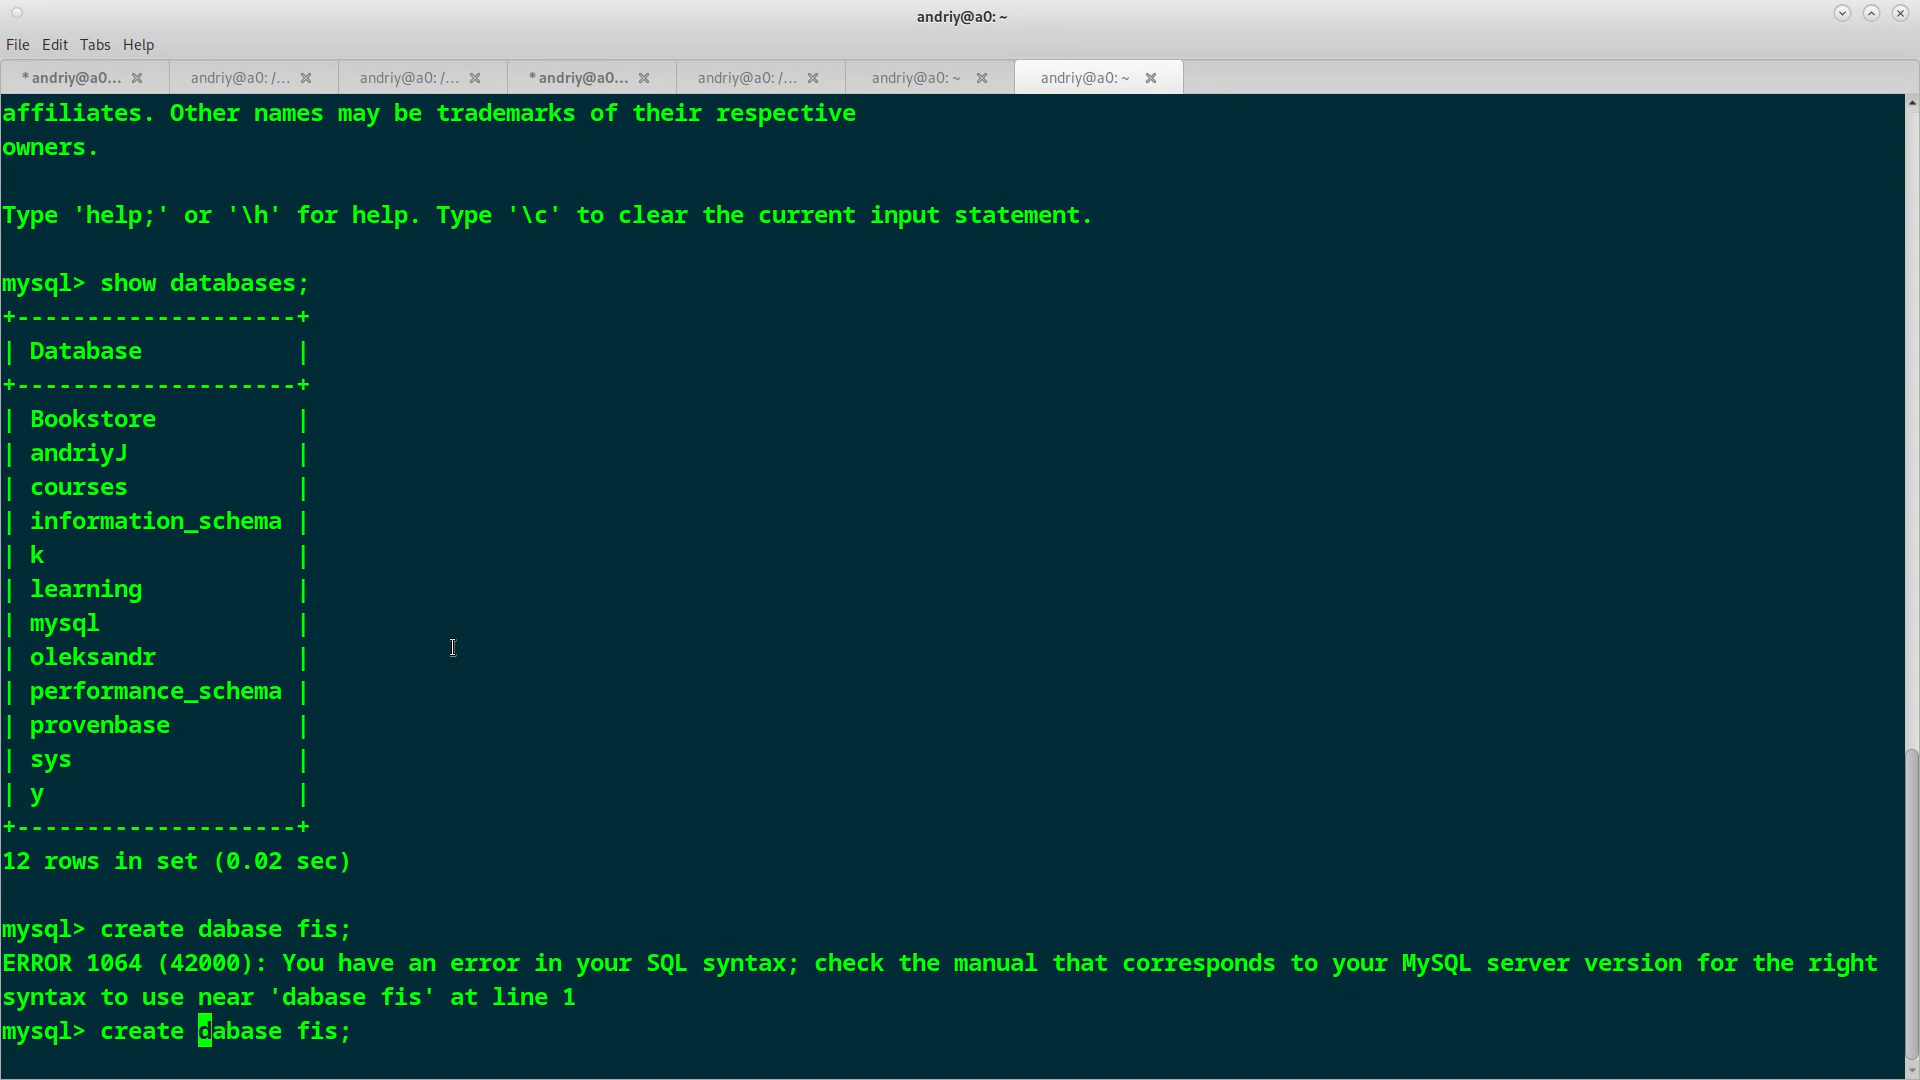 andriy@a0: ~
File Edit Tabs Help
* andriy@a0... andriy@a0: /... andriy@a0: /... * andriy@a0... andriy@a0: /... andriy@a0: ~ andriy@a0: ~
affiliates. Other names may be trademarks of their respective
owners.
Type 'help;' or '\h' for help. Type '\c' to clear the current input statement.
mysql> show databases;
+--------------------+
| Database           |
+--------------------+
| Bookstore          |
| andriyJ            |
| courses            |
| information_schema |
| k                  |
| learning           |
| mysql              |
| oleksandr          |
| performance_schema |
| provenbase         |
| sys                |
| y                  |
+--------------------+
12 rows in set (0.02 sec)
mysql> create dabase fis;
ERROR 1064 (42000): You have an error in your SQL syntax; check the manual that corresponds to your MySQL server version for the right
syntax to use near 'dabase fis' at line 1
mysql> create dabase fis;